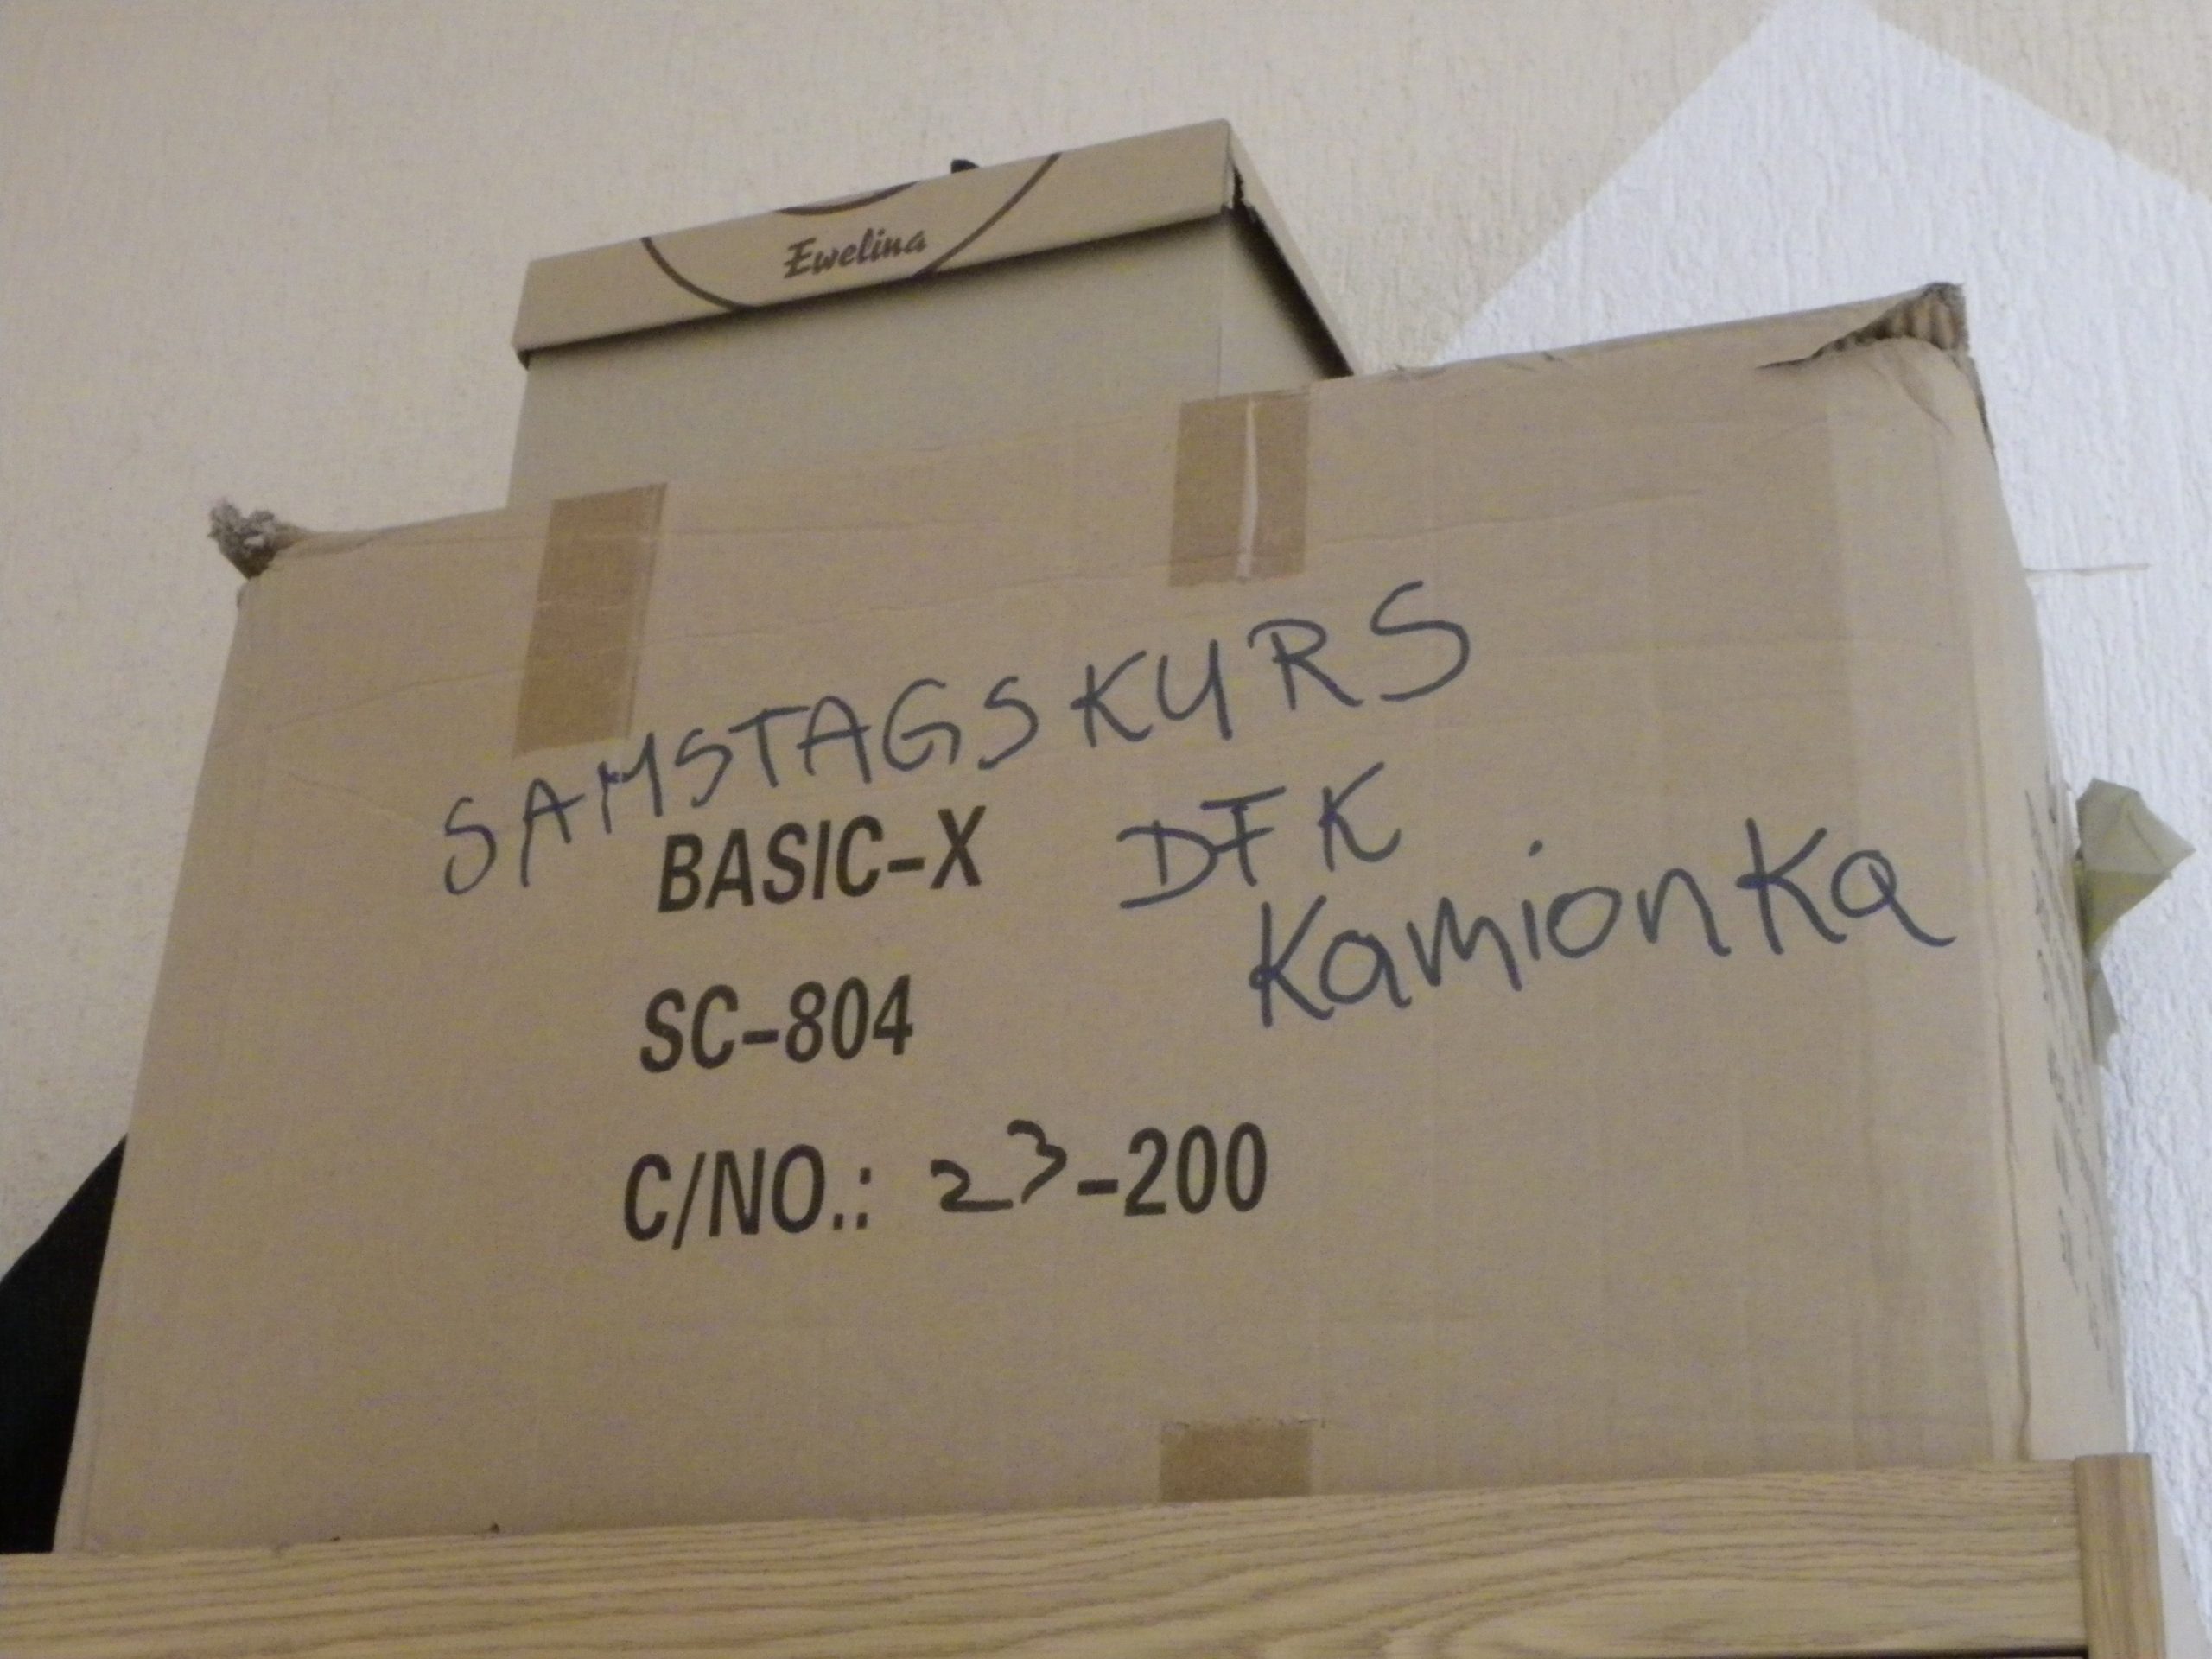 Ewelina
SAMSTAGSKURS
BASIC-X
DFK
Kamionka
SC-804
C/NO.: 23-200